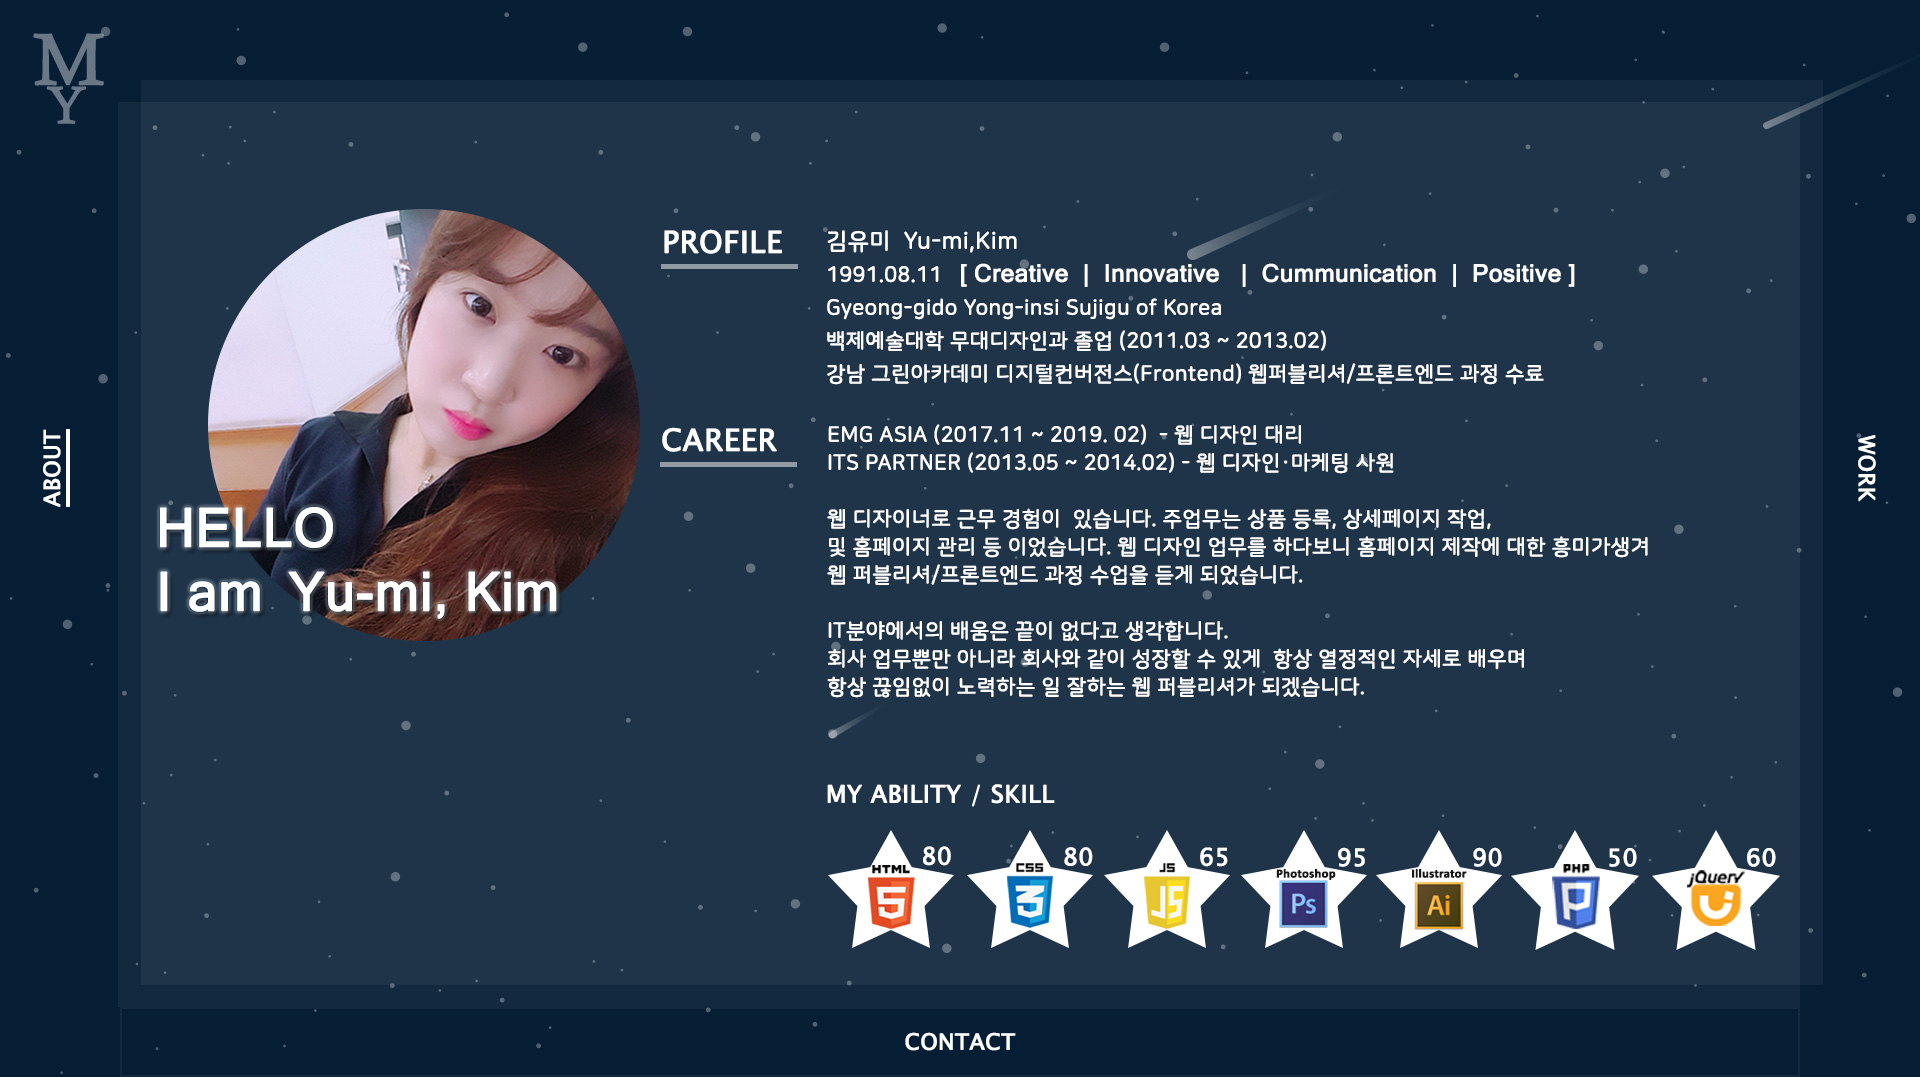 M
Y
ABOUT
HELLO
I am Yu-mi, Kim
PROFILE
김유미 Yu-mi,Kim
1991.08.11 [ Creative | Innovative | Cummunication | Positive ]
Gyeong-gido Yong-insi Sujigu of Korea
백제예술대학 무대디자인과 졸업 (2011.03 ~ 2013.02)
강남 그린아카데미 디지털컨버전스(Frontend) 웹퍼블리셔/프론트엔드 과정 수료
CAREER
EMG ASIA (2017.11 ~ 2019. 02) - 웹 디자인 대리
ITS PARTNER (2013.05 ~ 2014.02) - 웹 디자인·마케팅 사원
웹 디자이너로 근무 경험이 있습니다. 주업무는 상품 등록, 상세페이지 작업,
및 홈페이지 관리 등 이었습니다. 웹 디자인 업무를 하다보니 홈페이지 제작에 대한 흥미가생겨
웹 퍼블리셔/프론트엔드 과정 수업을 듣게 되었습니다.
IT분야에서의 배움은 끝이 없다고 생각합니다.
회사 업무뿐만 아니라 회사와 같이 성장할 수 있게 항상 열정적인 자세로 배우며
항상 끊임없이 노력하는 일 잘하는 웹 퍼블리셔가 되겠습니다.
MY ABILITY / SKILL
80
HTML
5
80
CSS
3
65
JS
JS
95
Photoshop
Ps
90
Illustrator
Ai
50
PHP
P
60
jQuery
WORK
CONTACT